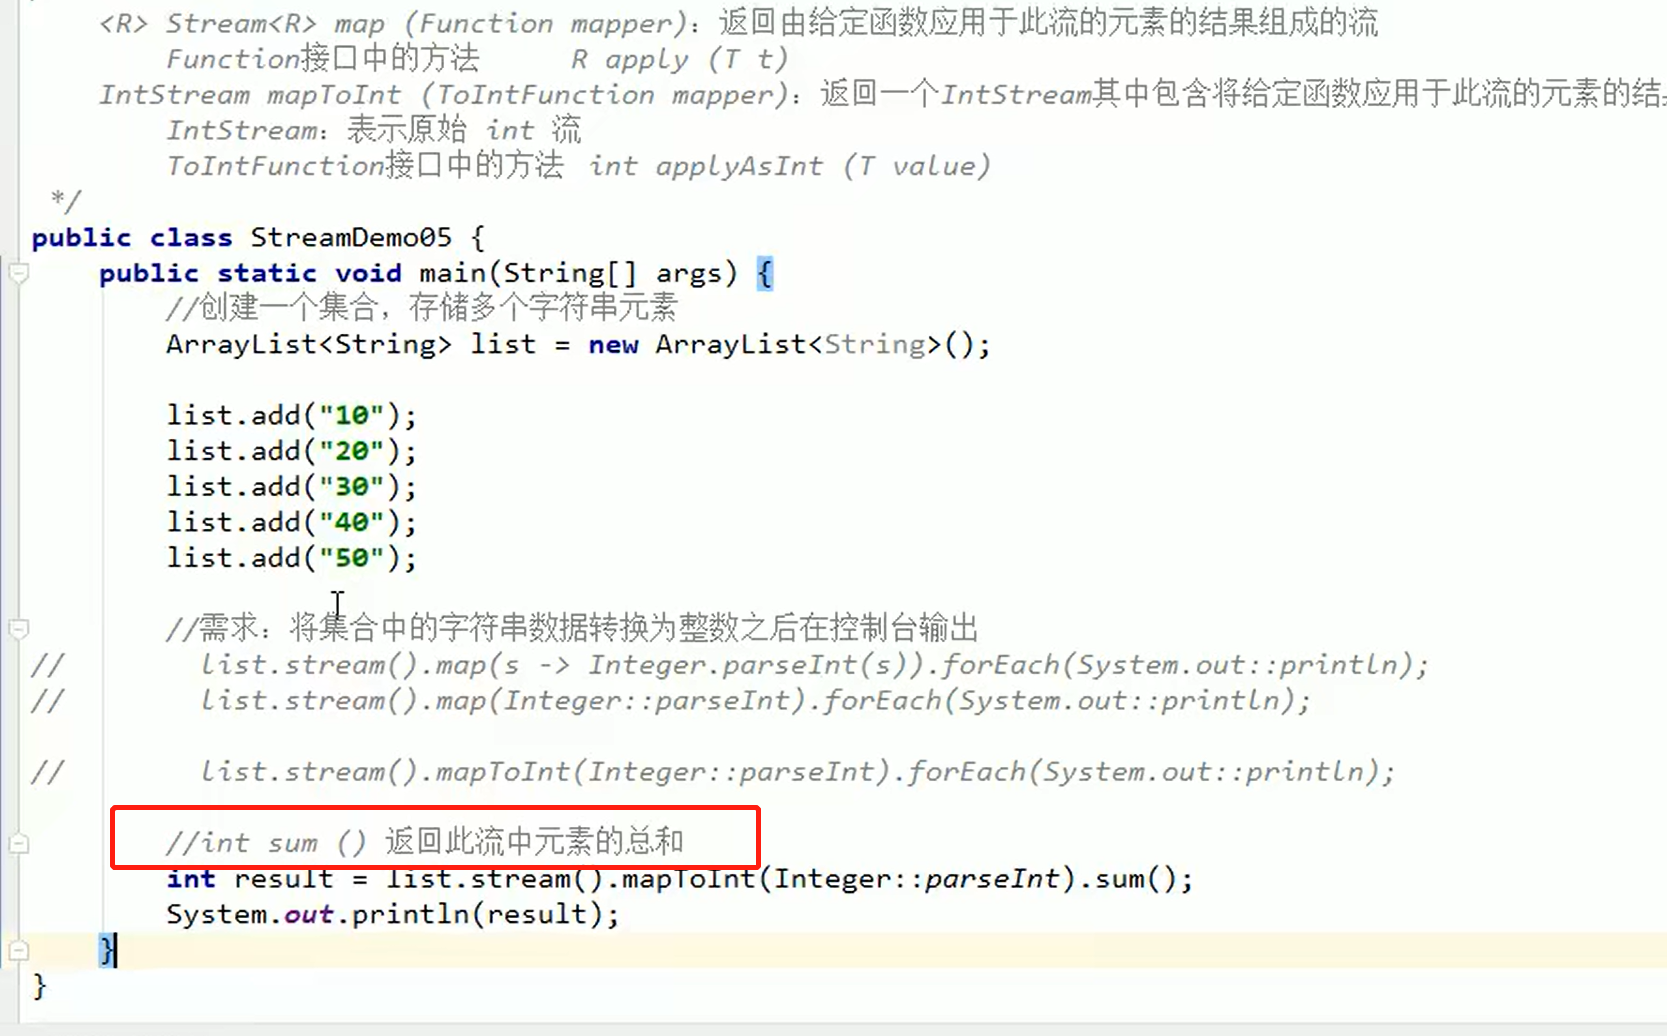 <R> Stream<R> map (Function mapper)：返回由给定函数应用于此流的元素的结果组成的流
Function接口中的方法 R apply (T t)
IntStream mapToInt (ToIntFunction mapper)：返回一个IntStream其中包含将给定函数应用于此流的元素的结
IntStream：表示原始 int 流
ToIntFunction接口中的方法 int applyAsInt (T value)
*/
public class StreamDemo05 {
public static void main(String[] args) {
//创建一个集合，存储多个字符串元素
ArrayList<String> list = new ArrayList<String>();
list.add("10");
list.add("20");
list.add("30");
list.add("40");
list.add("50");
//需求：将集合中的字符串数据转换为整数之后在控制台输出
// list.stream().map(s -> Integer.parseInt(s)).forEach(System.out::println);
// list.stream().map(Integer::parseInt).forEach(System.out::println);
// list.stream().mapToInt(Integer::parseInt).forEach(System.out::println);
//int sum () 返回此流中元素的总和
int result = list.stream().mapToInt(Integer::parseInt).sum();
System.out.println(result);
}
}